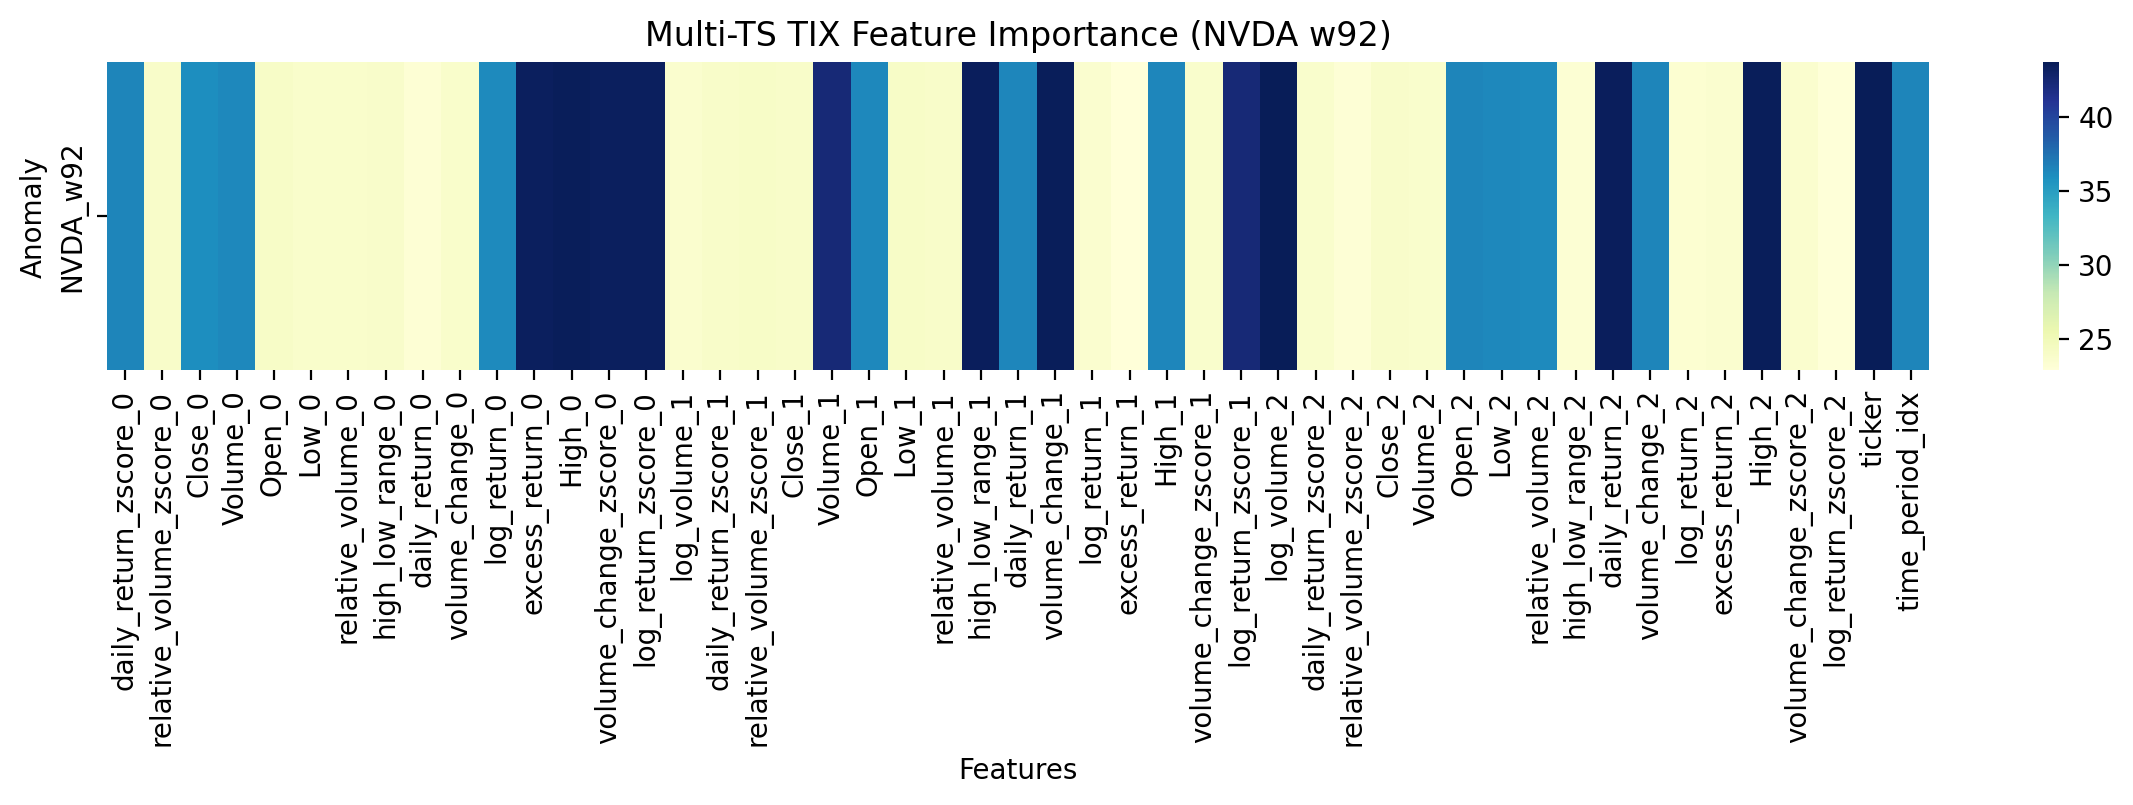 Multi-TS TIX Feature Importance (NVDA w92)
Anomaly
NVDA_w92
40
35
30
25
daily_return_zscore_0
relative_volume_zscore_0
Close_0
Volume_0
Open_0
Low_0
relative_volume_0
high_low_range_0
daily_return_0
volume_change_0
log_return_0
excess_return_0
High_0
volume_change_zscore_0
log_return_zscore_0
log_volume_1
daily_return_zscore_1
relative_volume_zscore_1
Close_1
Volume_1
Open_1
Low_1
relative_volume_1
high_low_range_1
daily_return_1
volume_change_1
log_return_1
excess_return_1
High_1
volume_change_zscore_1
log_return_zscore_1
log_volume_2
daily_return_zscore_2
relative_volume_zscore_2
Close_2
Volume_2
Open_2
Low_2
relative_volume_2
high_low_range_2
daily_return_2
volume_change_2
log_return_2
excess_return_2
High_2
volume_change_zscore_2
log_return_zscore_2
ticker
time_period_idx
Features